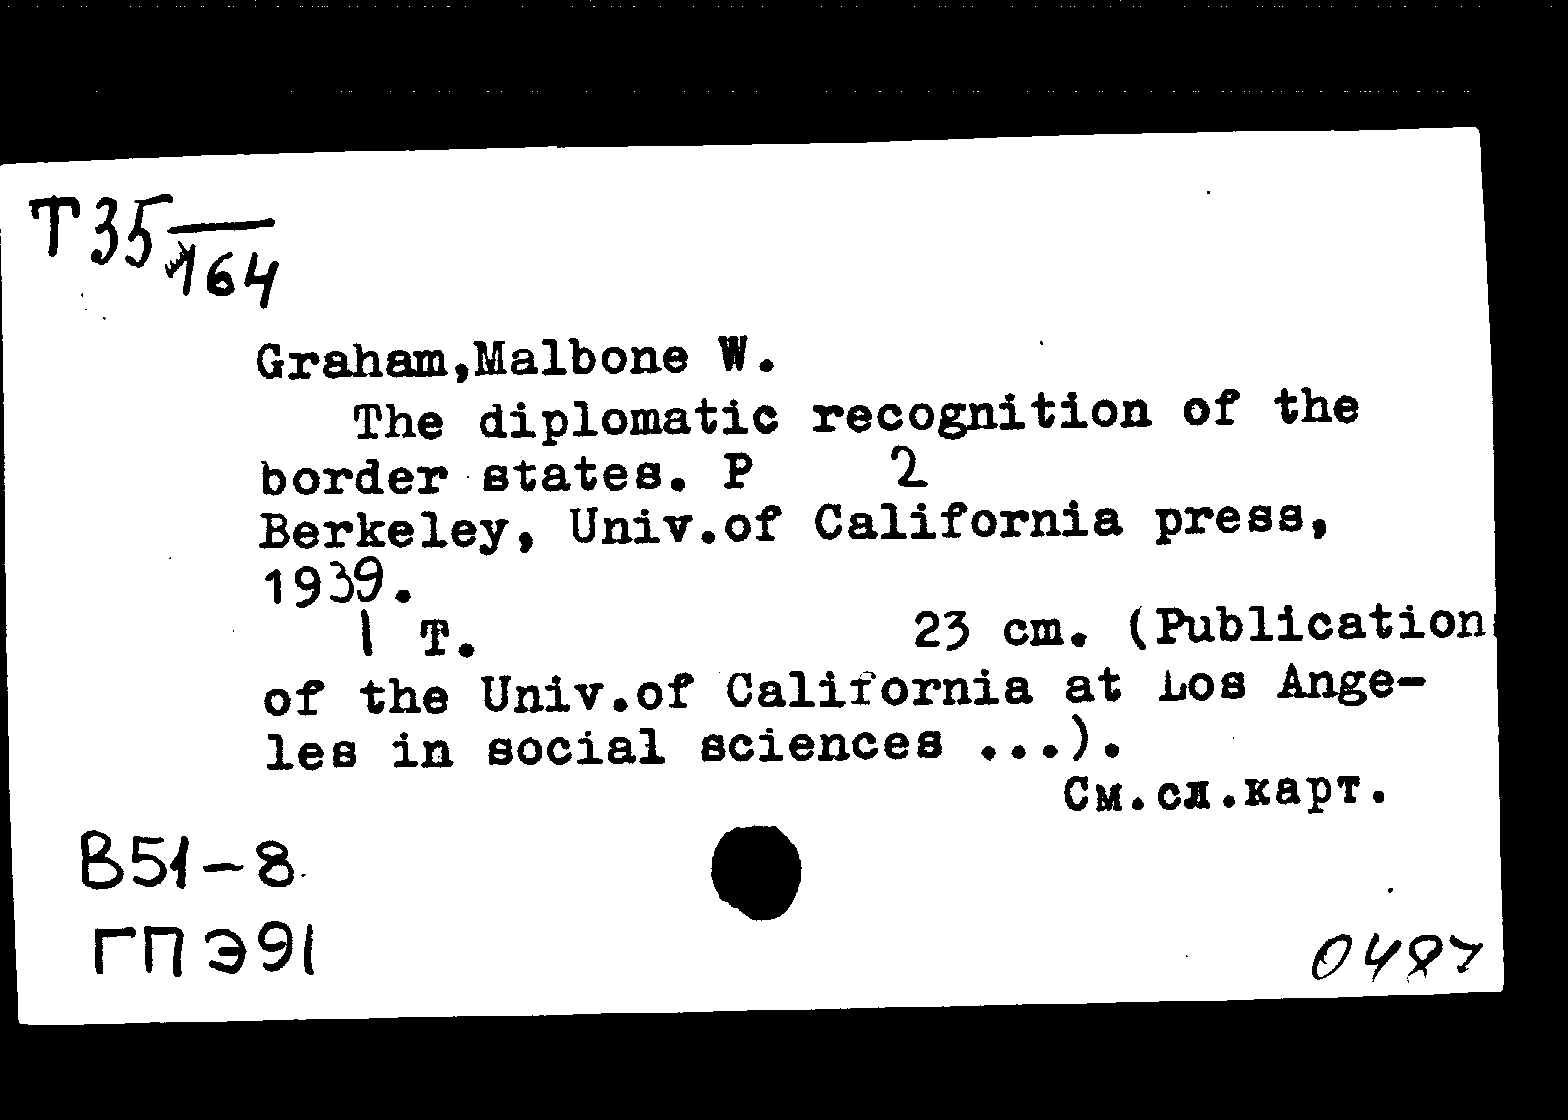 Т35
164
Graham,Malbone W.
The diplomatic recognition of the
border states. P 2
Berkeley, Univ.of California press,
1939.
1 T. 23 cm. (Publication
of the Univ.of California at Los Ange-
les in social sciences ...).
См.сл.карт.
В51-8
ГПЭ91
0487